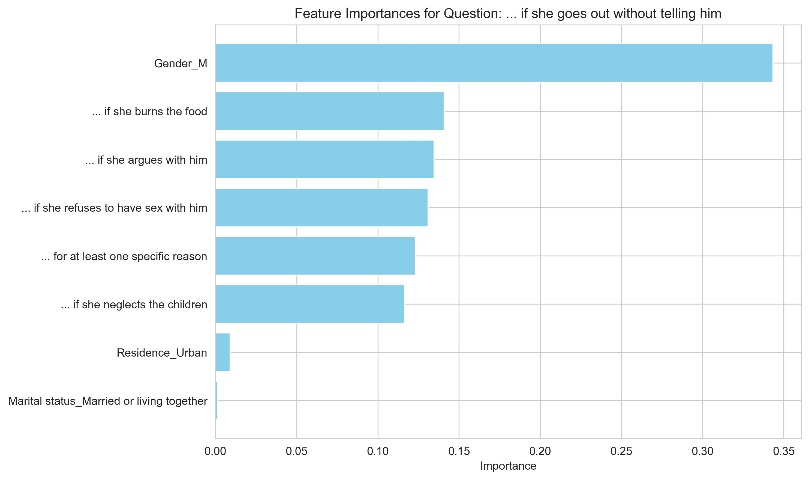 Feature Importances for Question: ... if she goes out without telling him
Gender_M
... if she burns the food
... if she argues with him
... if she refuses to have sex with him
... for at least one specific reason
... if she neglects the children
Residence_Urban
Marital status_Married or living together
0.00 0.05 0.10 0.15 0.20 0.25 0.30 0.35
Importance